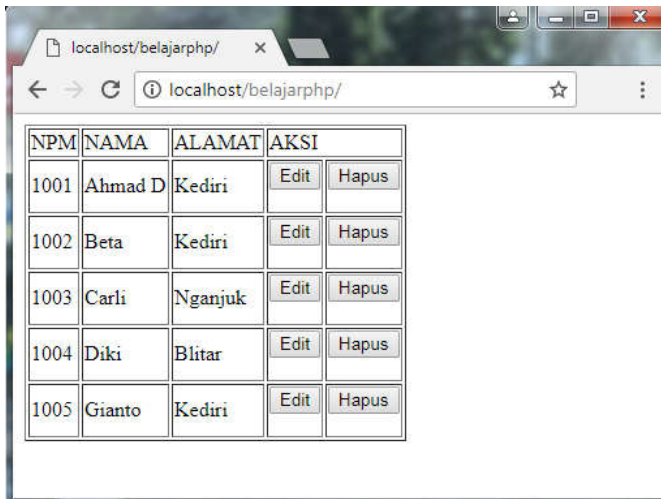 localhost/belajarphp/
localhost/belajarphp/
NPM NAMA ALAMAT AKSI
1001 Ahmad D Kediri Edit Hapus
1002 Beta Kediri Edit Hapus
1003 Carli Nganjuk Edit Hapus
1004 Diki Blitar Edit Hapus
1005 Gianto Kediri Edit Hapus